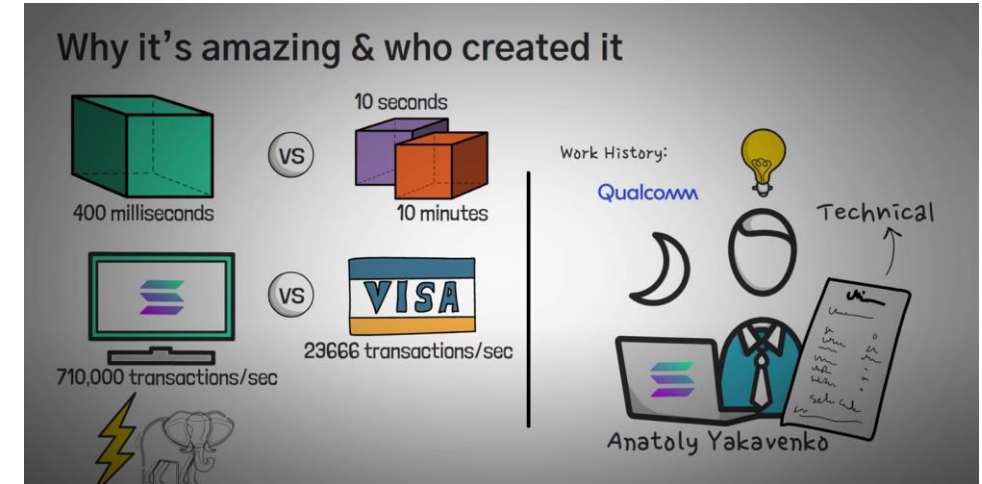 Why it's amazing & who created it
10 seconds
VS
400 milliseconds
10 minutes
VS
VISA
23666 transactions/sec
710,000 transactions/sec
Work History:
Qualcomm
Technical
Anatoly Yakavenko